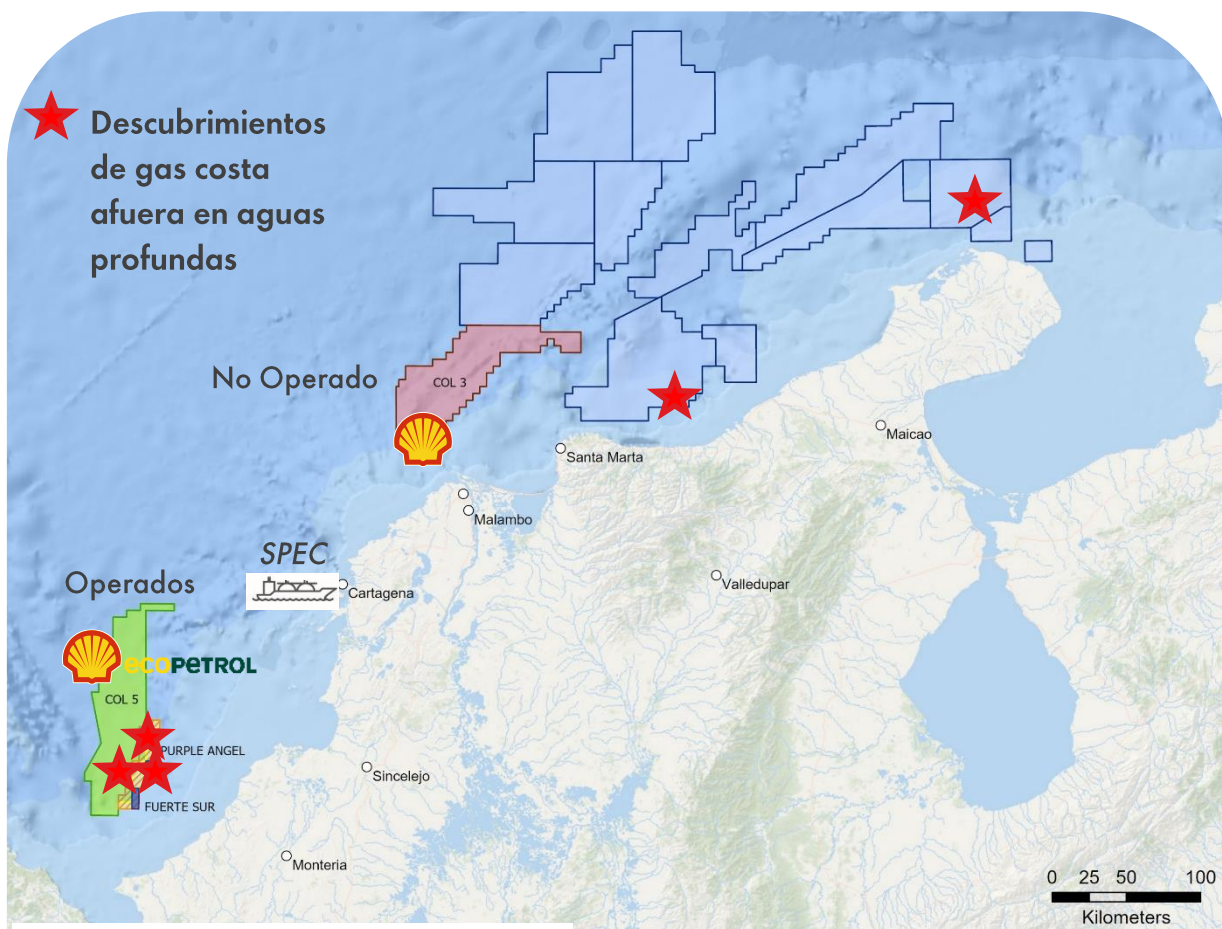 Descubrimientos
de gas costa
afuera en aguas
profundas
No Operado
COL 3
Maicao
Santa Marta
Malambo
SPEC
Operados
Cartagena
Valledupar
ecoPETROL
COL 5
PURPLE ANGEL
Sincelejo
FUERTE SUR
Monteria
0 25 50 100
Kilometers